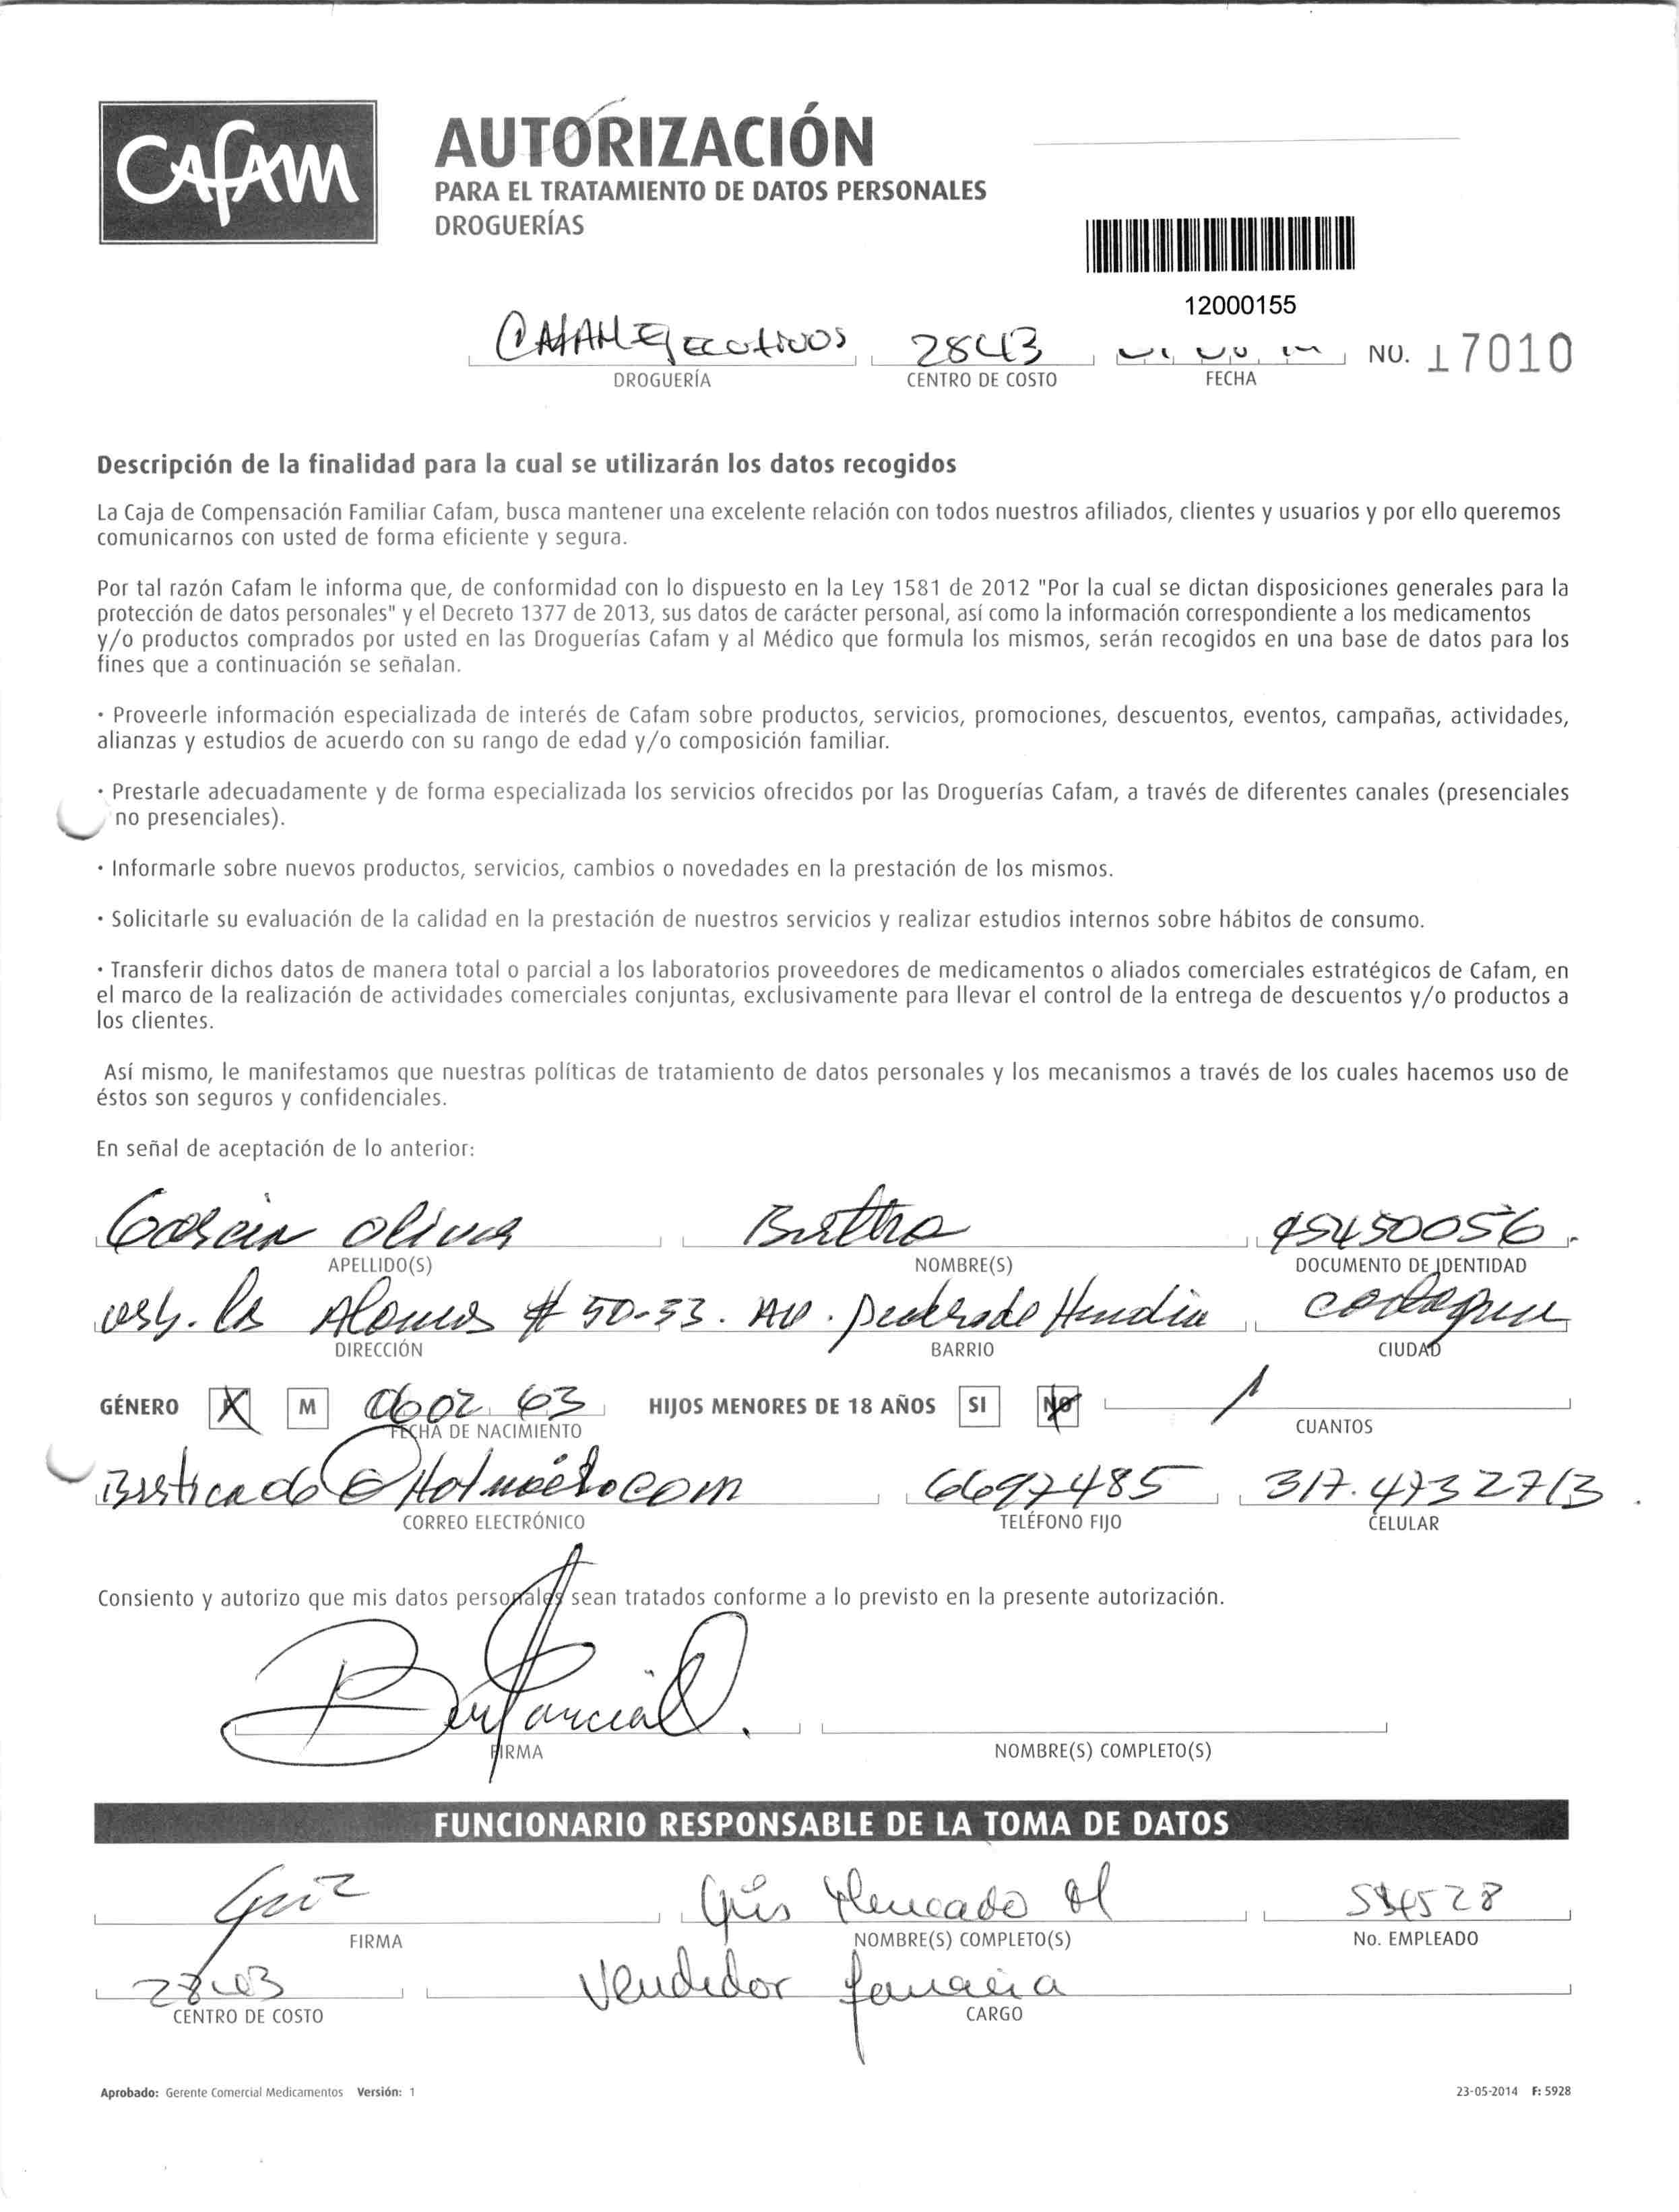 CAFAM
AUTORIZACIÓN
PARA EL TRATAMIENTO DE DATOS PERSONALES
DROGUERÍAS
12000155
CAFAM Ejecutivos 2843 NO. 17010
DROGUERÍA CENTRO DE COSTO FECHA
Descripción de la finalidad para la cual se utilizarán los datos recogidos
La Caja de Compensación Familiar Cafam, busca mantener una excelente relación con todos nuestros afiliados, clientes y usuarios y por ello queremos
comunicarnos con usted de forma eficiente y segura.
Por tal razón Cafam le informa que, de conformidad con lo dispuesto en la Ley 1581 de 2012 "Por la cual se dictan disposiciones generales para la
protección de datos personales" y el Decreto 1377 de 2013, sus datos de carácter personal, así como la información correspondiente a los medicamentos
y/o productos comprados por usted en las Droguerías Cafam y al Médico que formula los mismos, serán recogidos en una base de datos para los
fines que a continuación se señalan.
· Proveerle información especializada de interés de Cafam sobre productos, servicios, promociones, descuentos, eventos, campañas, actividades,
alianzas y estudios de acuerdo con su rango de edad y/o composición familiar.
· Prestarle adecuadamente y de forma especializada los servicios ofrecidos por las Droguerías Cafam, a través de diferentes canales (presenciales
no presenciales).
· Informarle sobre nuevos productos, servicios, cambios o novedades en la prestación de los mismos.
· Solicitarle su evaluación de la calidad en la prestación de nuestros servicios y realizar estudios internos sobre hábitos de consumo.
· Transferir dichos datos de manera total o parcial a los laboratorios proveedores de medicamentos o aliados comerciales estratégicos de Cafam, en
el marco de la realización de actividades comerciales conjuntas, exclusivamente para llevar el control de la entrega de descuentos y/o productos a
los clientes.
Así mismo, le manifestamos que nuestras políticas de tratamiento de datos personales y los mecanismos a través de los cuales hacemos uso de
éstos son seguros y confidenciales.
En señal de aceptación de lo anterior:
Garcia Oliva Bertha 45450056
APELLIDO(S) NOMBRE(S) DOCUMENTO DE IDENTIDAD
# 50-53. AV. Pedro de Heredia Cartagena
DIRECCIÓN BARRIO CIUDAD
GÉNERO M 06 02 63 HIJOS MENORES DE 18 AÑOS SI NO
FECHA DE NACIMIENTO CUANTOS
6697485 317.4732713
CORREO ELECTRÓNICO TELÉFONO FIJO CELULAR
Consiento y autorizo que mis datos personales sean tratados conforme a lo previsto en la presente autorización.
FIRMA NOMBRE(S) COMPLETO(S)
FUNCIONARIO RESPONSABLE DE LA TOMA DE DATOS
Mercado
FIRMA NOMBRE(S) COMPLETO(S) No. EMPLEADO
2843 Vendedor
CENTRO DE COSTO CARGO
Aprobado: Gerente Comercial Medicamentos Versión: 1 23-05-2014 F: 5928